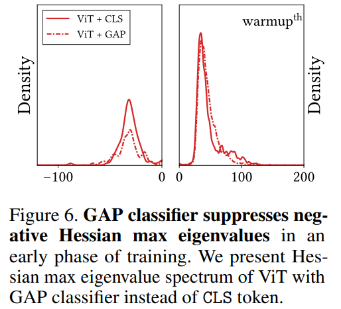 ViT + CLS
ViT + GAP
warmupth
Density
Density
−100
0
0
100
200
Figure 6. GAP classifier suppresses neg-
ative Hessian max eigenvalues in an
early phase of training. We present Hes-
sian max eigenvalue spectrum of ViT with
GAP classifier instead of CLS token.